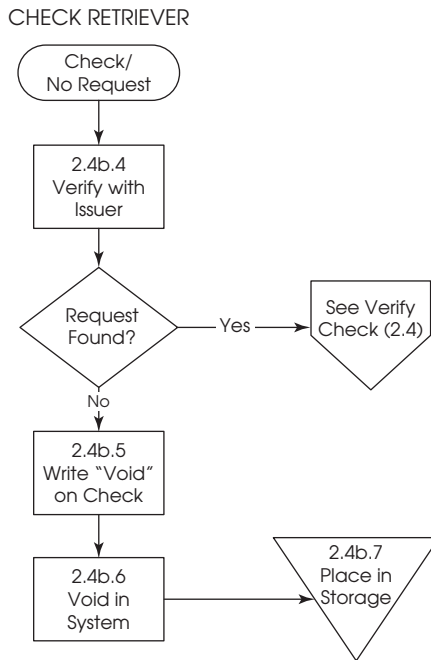 CHECK RETRIEVER
Check/
No Request
2.4b.4
Verify with
Issuer
Request
Found?
Yes
See Verify
Check (2.4)
No
2.4b.5
Write “Void”
on Check
2.4b.6
Void in
System
2.4b.7
Place in
Storage